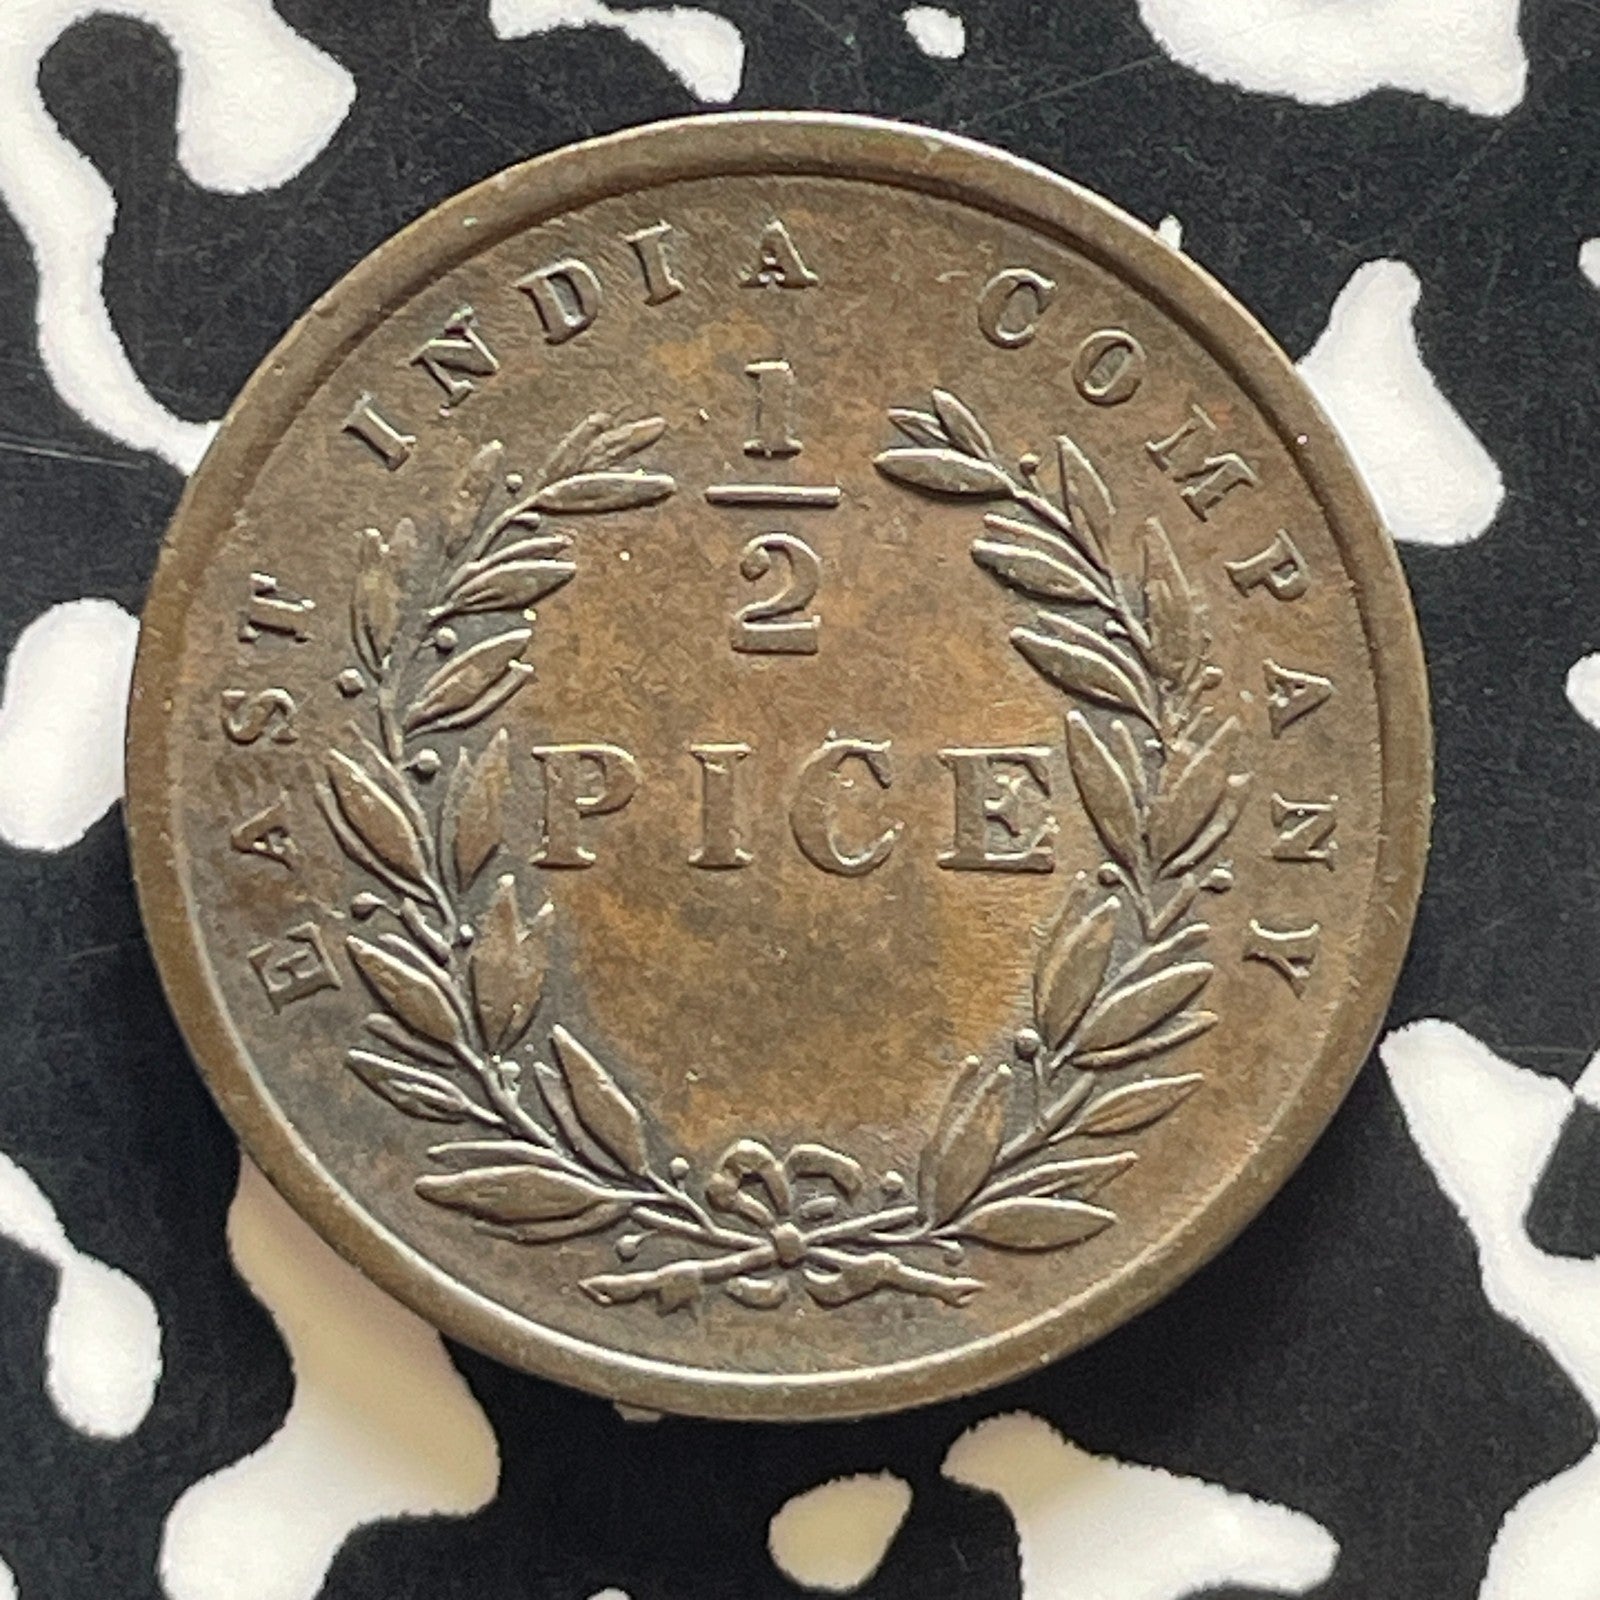 EAST INDIA COMPANY
1/2
PICE